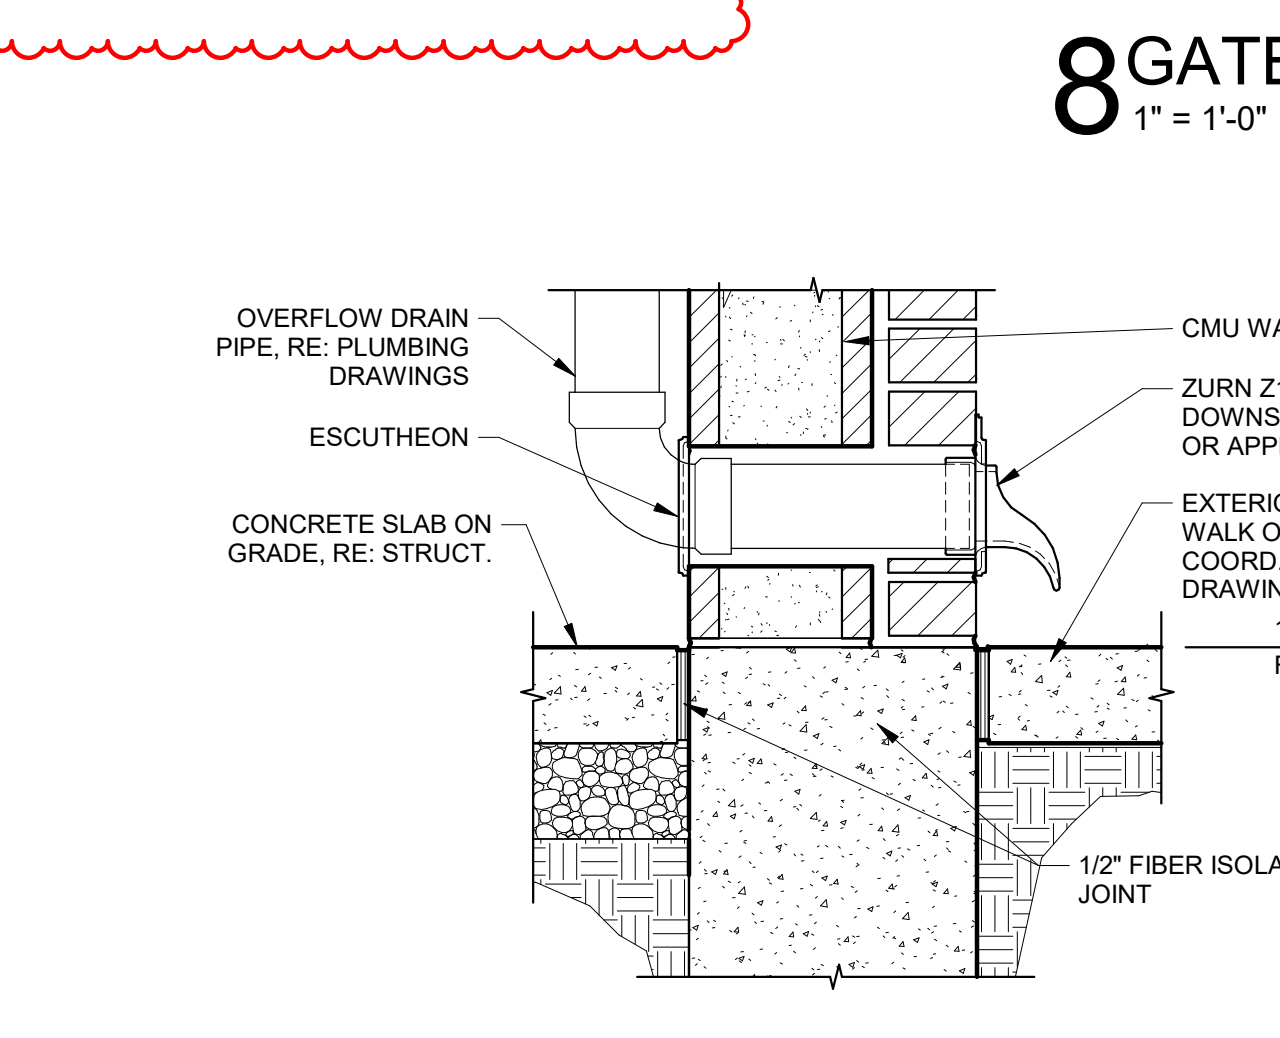 8 GATE
1" = 1'-0"
OVERFLOW DRAIN
PIPE, RE: PLUMBING
DRAWINGS
ESCUTHEON
CONCRETE SLAB ON
GRADE, RE: STRUCT.
CMU WA
ZURN Z1
DOWNS
OR APP
EXTERIO
WALK O
COORD.
DRAWIN
1/2" FIBER ISOLA
JOINT